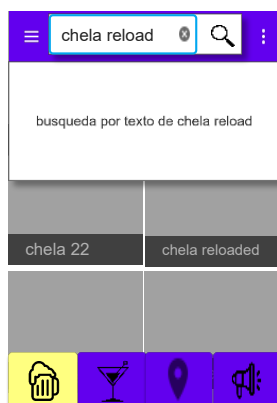 chela reload
busqueda por texto de chela reload
chela 22
chela reloaded